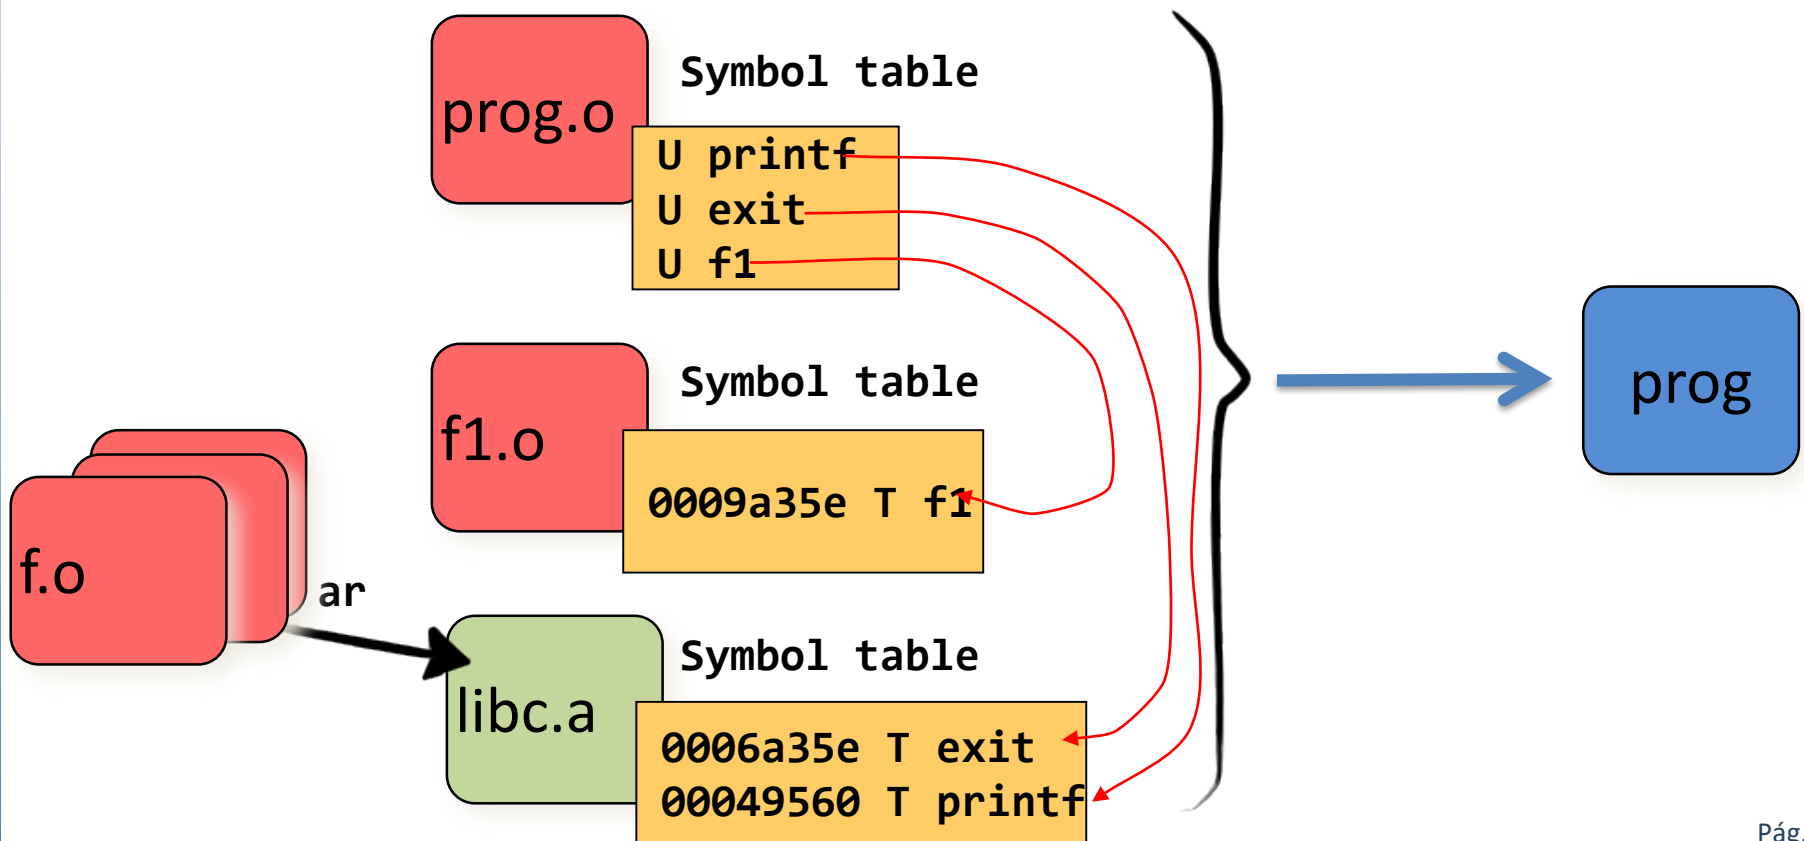 prog.o
Symbol table
U printf
U exit
U f1
f1.o
Symbol table
0009a35e T f1
prog
f.o
ar
libc.a
Symbol table
0006a35e T exit
00049560 T printf
Pág.